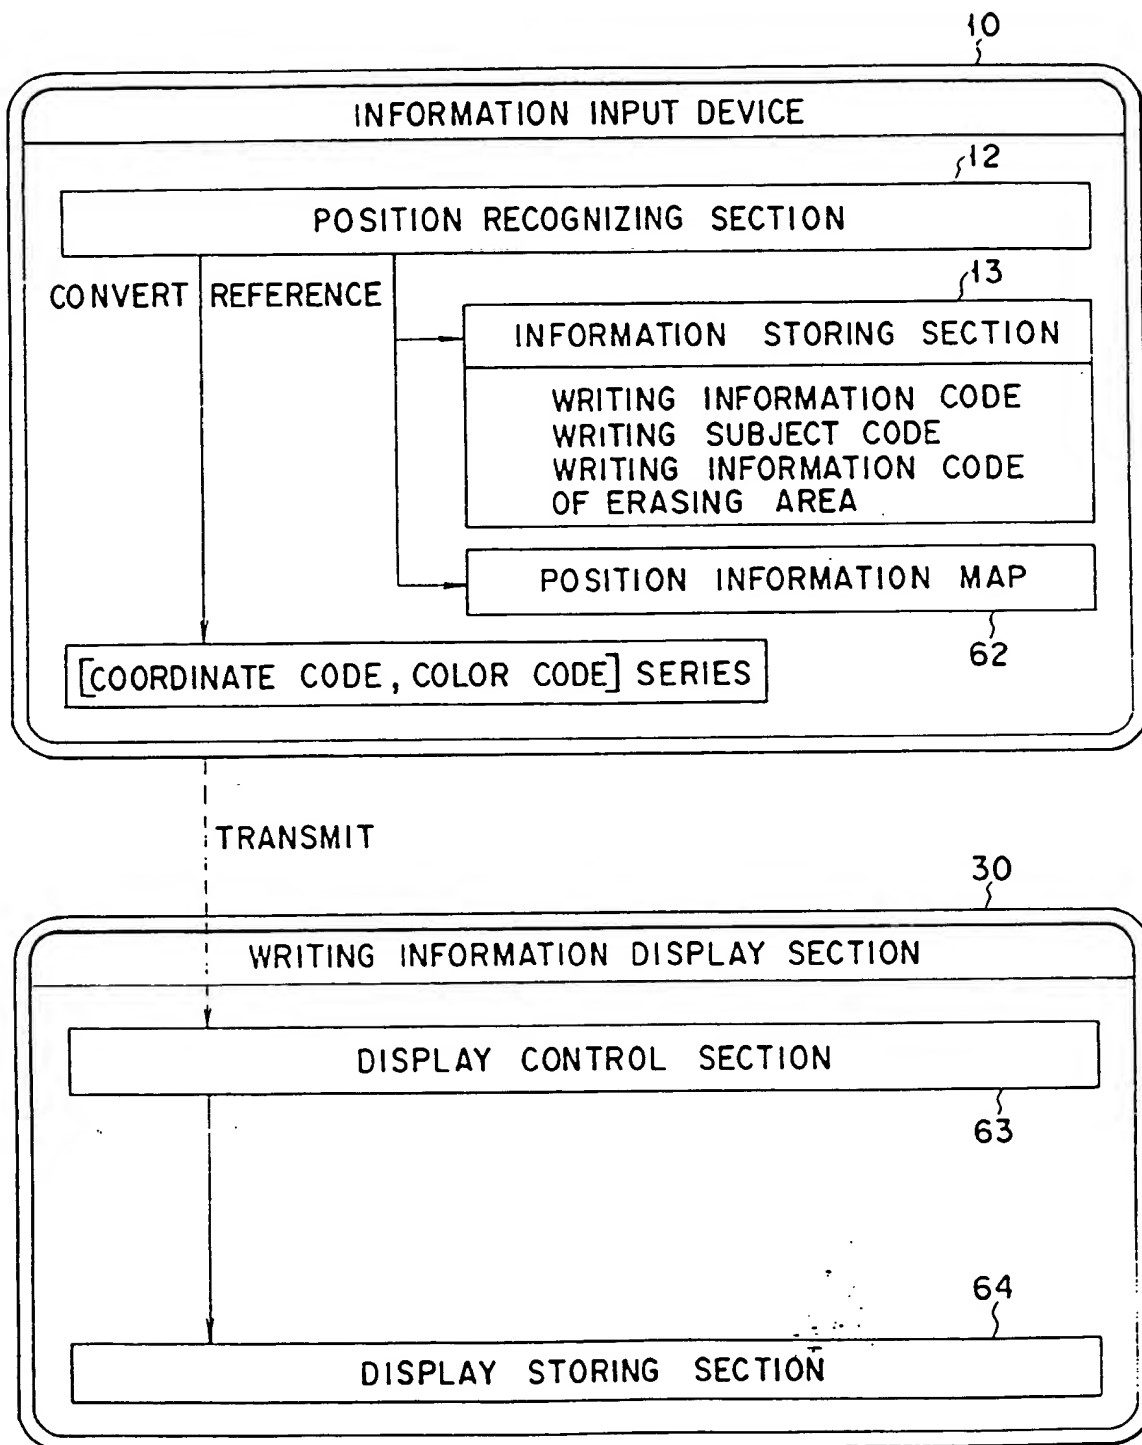 10
INFORMATION INPUT DEVICE
12
POSITION RECOGNIZING SECTION
CONVERT REFERENCE
13
INFORMATION STORING SECTION
WRITING INFORMATION CODE
WRITING SUBJECT CODE
WRITING INFORMATION CODE
OF ERASING AREA
POSITION INFORMATION MAP
62
[COORDINATE CODE, COLOR CODE] SERIES
TRANSMIT
30
WRITING INFORMATION DISPLAY SECTION
DISPLAY CONTROL SECTION
63
64
DISPLAY STORING SECTION